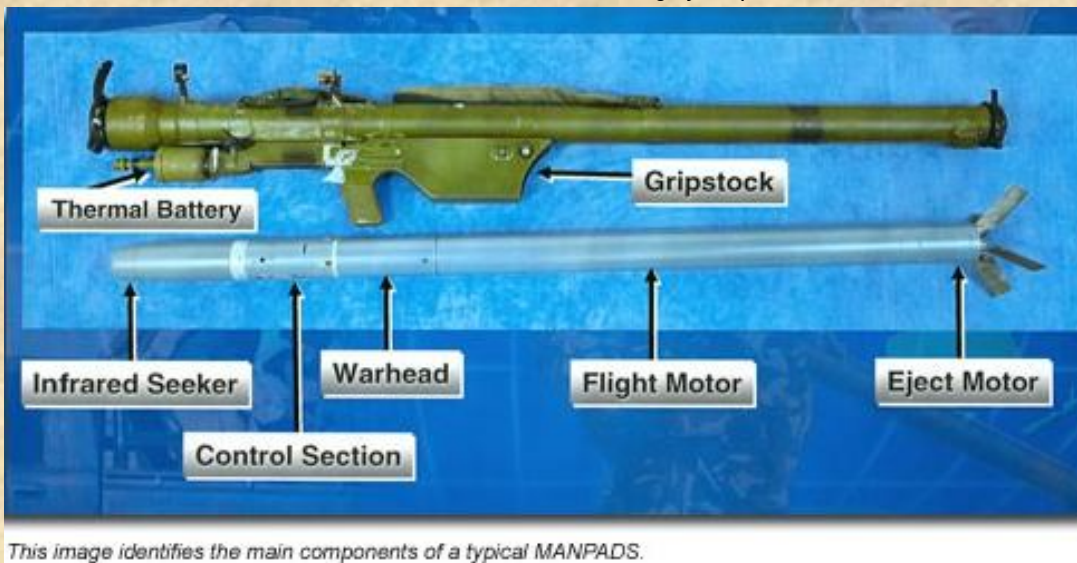 Thermal Battery
Gripstock
Infrared Seeker
Control Section
Warhead
Flight Motor
Eject Motor
This image identifies the main components of a typical MANPADS.